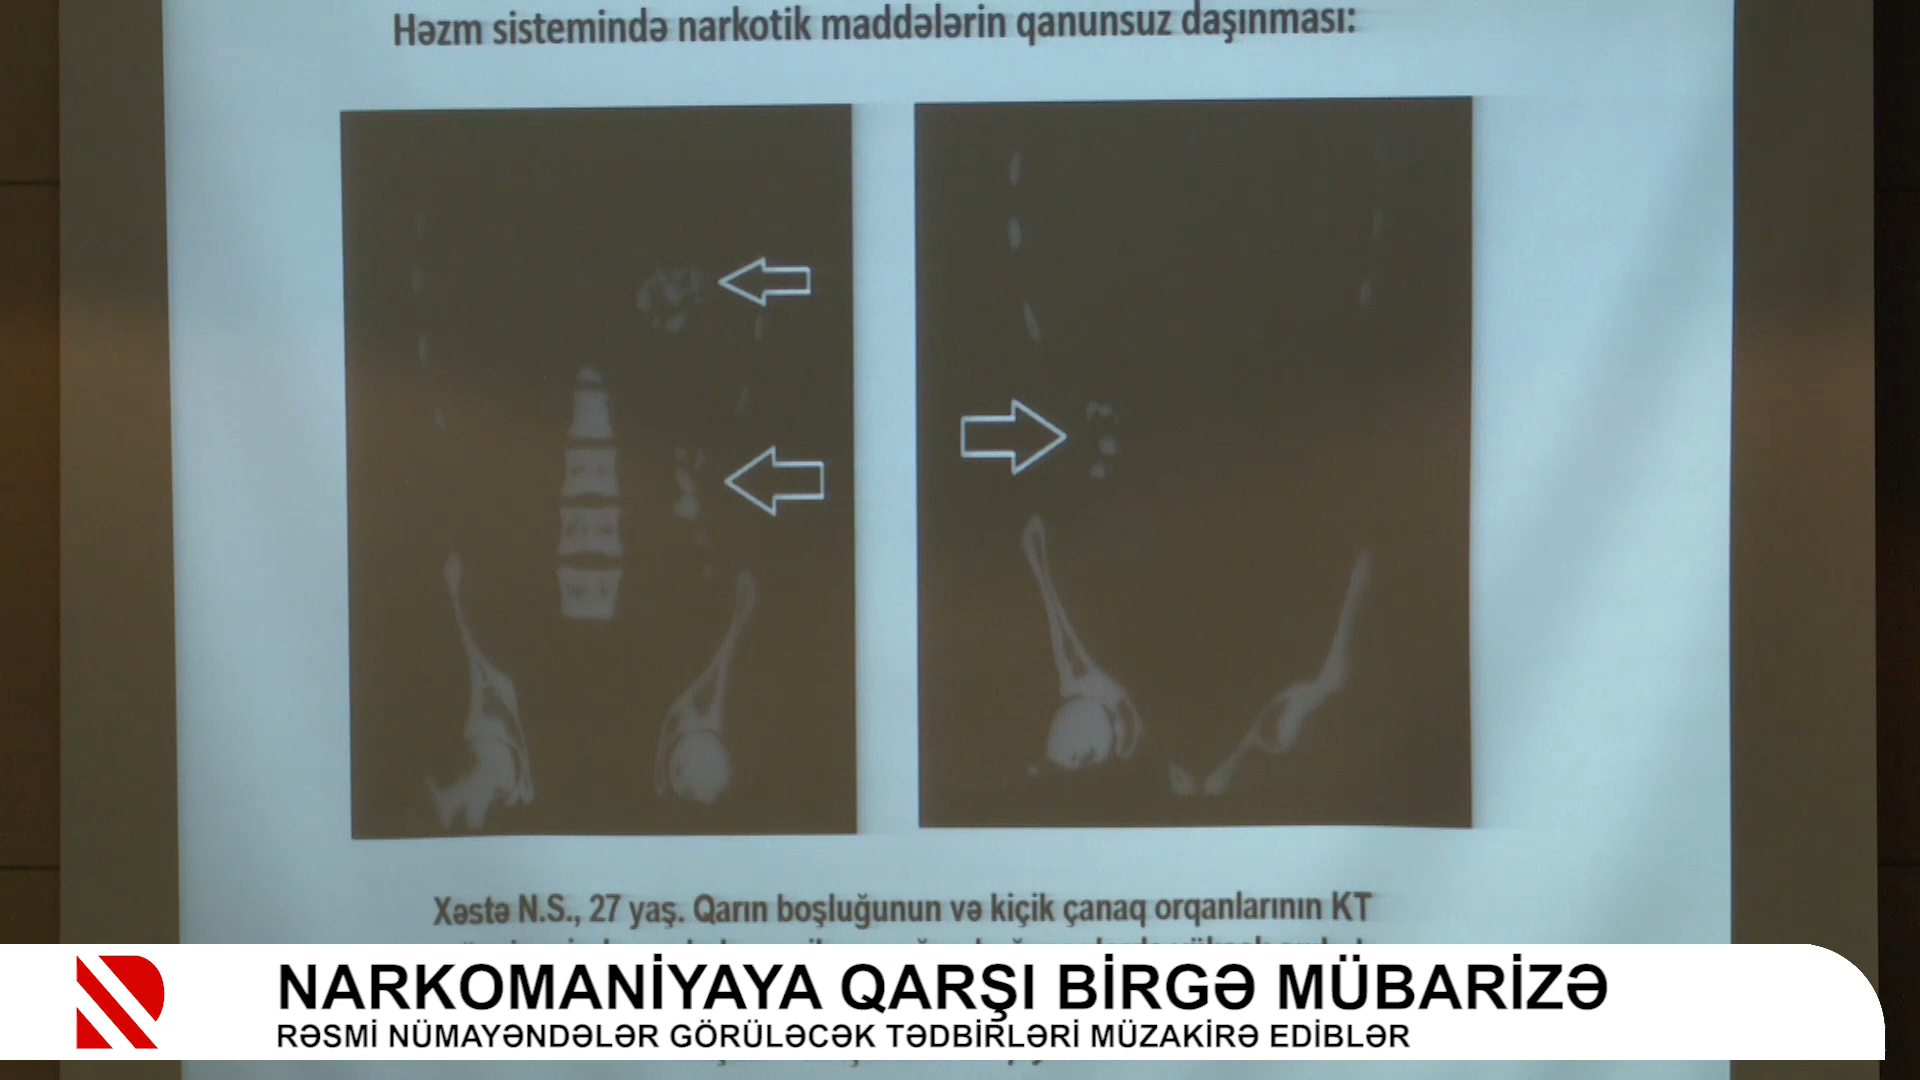 Həzm sistemində narkotik maddələrin qanunsuz daşınması:
Xəstə N.S., 27 yaş. Qarın boşluğunun və kiçik çanaq orqanlarının KT
NARKOMANİYAYA QARŞI BİRGƏ MÜBARİZƏ
RƏSMİ NÜMAYƏNDƏLƏR GÖRÜLƏCƏK TƏDBİRLƏRİ MÜZAKİRƏ EDİBLƏR